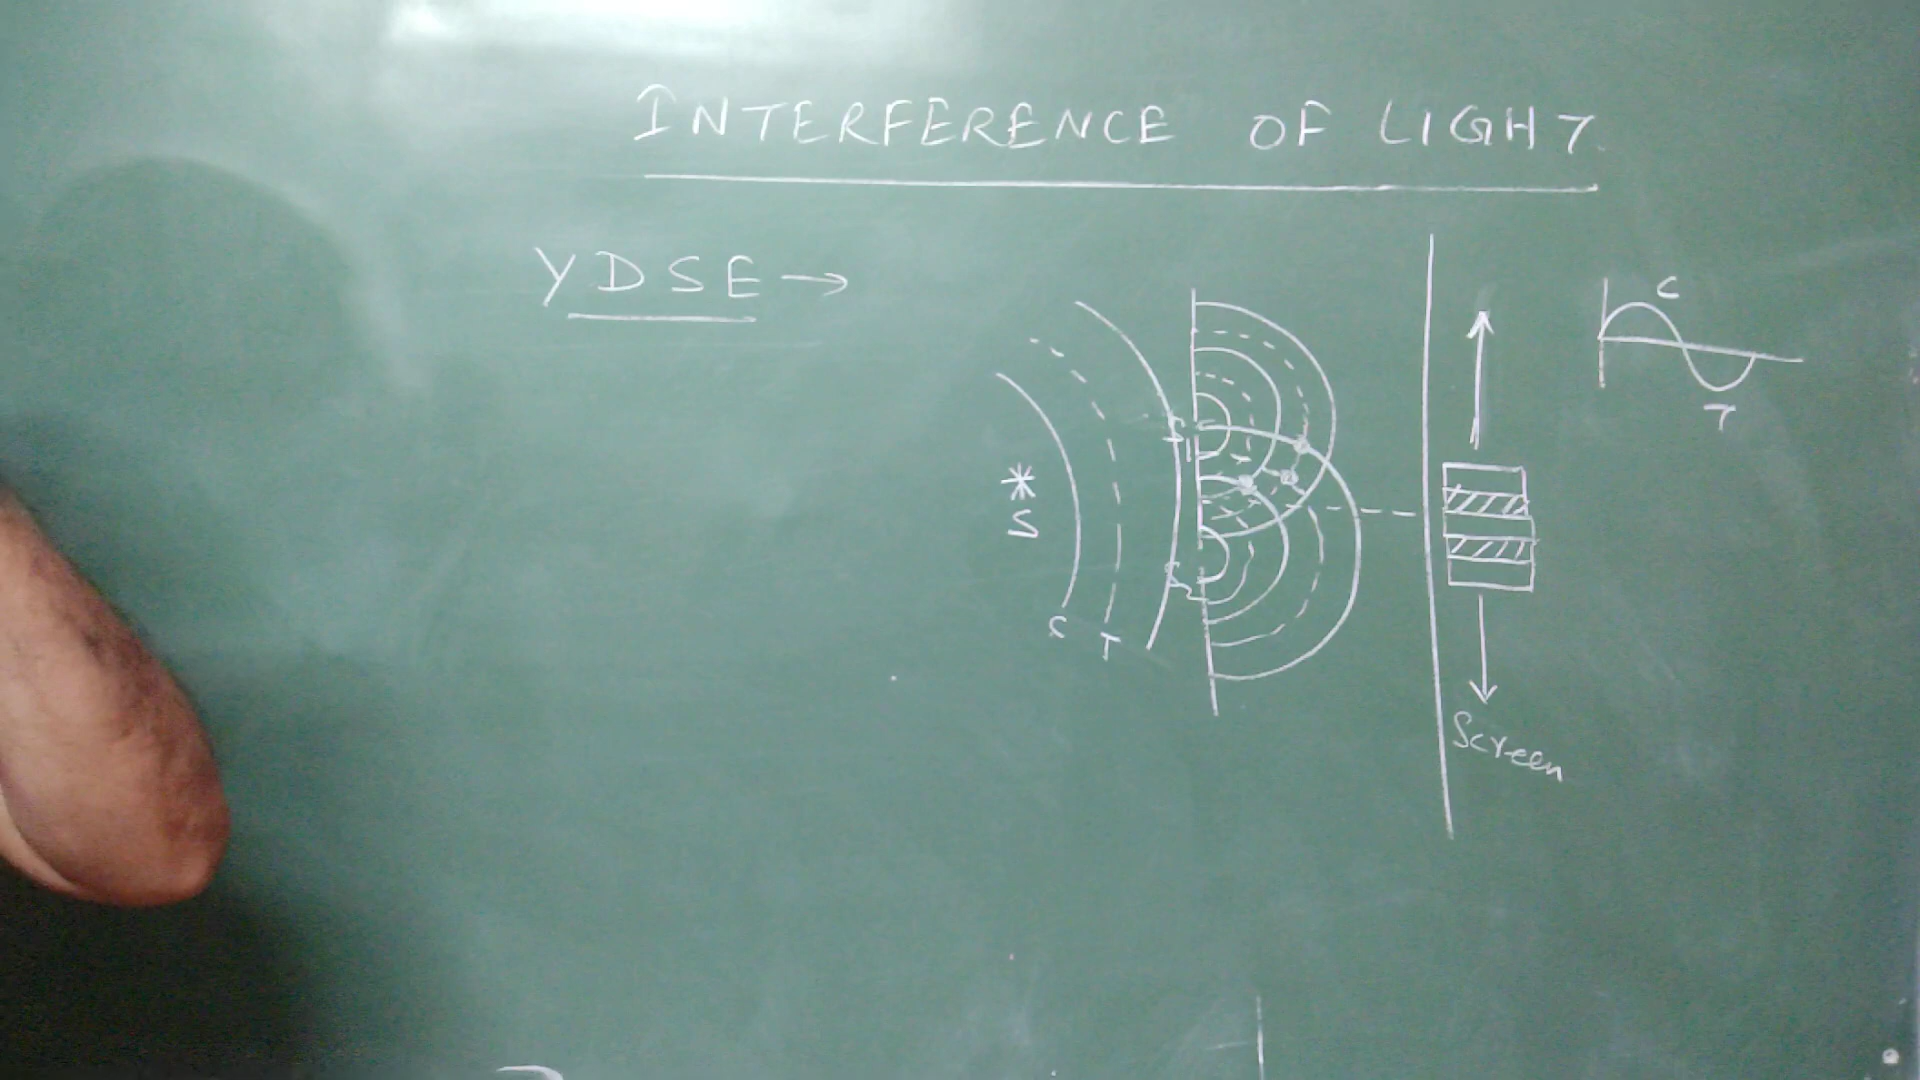 INTERFERENCE OF LIGHT
YDSE →
C
T
S1
S
S2
C T
Screen